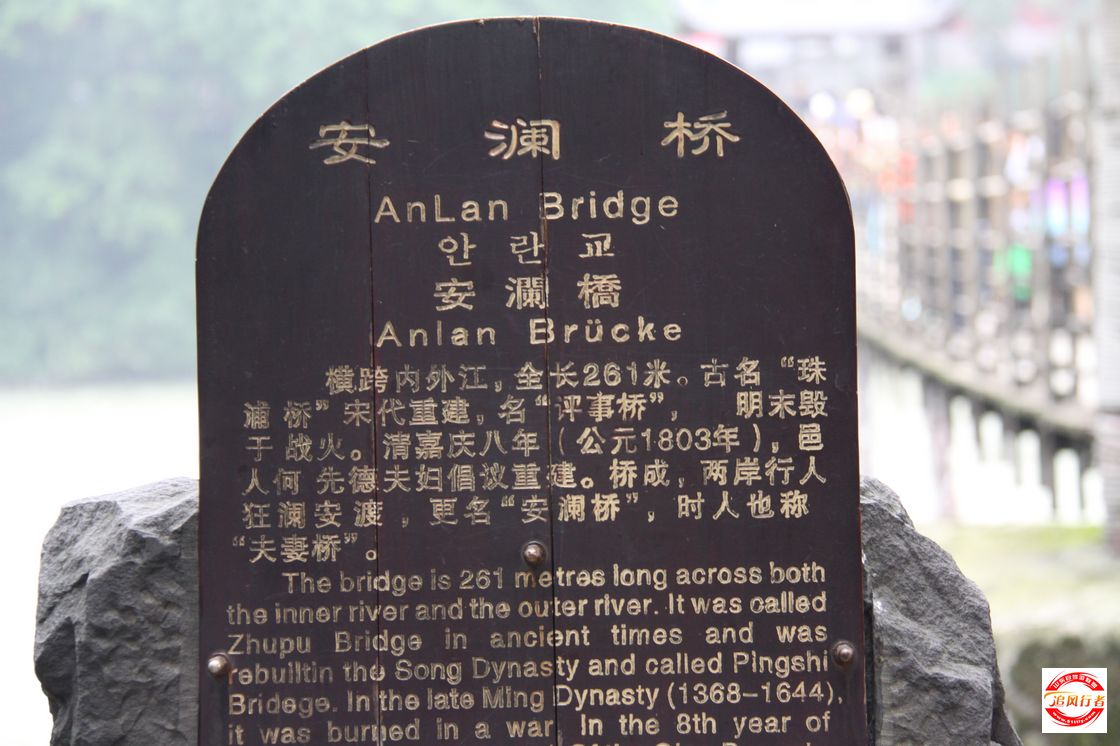 安 澜 桥
AnLan Bridge
안 란 교
安 瀾 橋
Anlan Brücke
横跨内外江，全长261米。古名“珠
浦桥”宋代重建，名“评事桥”， 明末毁
于战火。清嘉庆八年（公元1803年），邑
人何先德夫妇倡议重建。桥成，两岸行人
狂澜安渡，更名“安澜桥”，时人也称
“夫妻桥”。
The bridge is 261 metres long across both
the inner river and the outer river. It was called
Zhupu Bridge in ancient times and was
rebuiltin the Song Dynasty and called Pingshi
Bridege. In the late Ming Dynasty (1368-1644),
it was burned in a war. In the 8th year of
追风行者